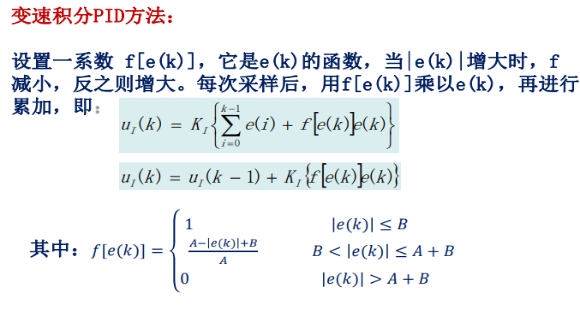 变速积分PID方法：
设置一系数 f[e(k)]，它是e(k)的函数，当|e(k)|增大时，f
减小，反之则增大。每次采样后，用f[e(k)]乘以e(k)，再进行
累加，即：
u_I(k) = K_I{∑_{i=0}^{k-1} e(i) + f[e(k)]e(k)}
u_I(k) = u_I(k − 1) + K_I{f[e(k)]e(k)}
1 |e(k)| ≤ B
其中：f[e(k)] = { (A−|e(k)|+B)/A B < |e(k)| ≤ A + B
0 |e(k)| > A + B